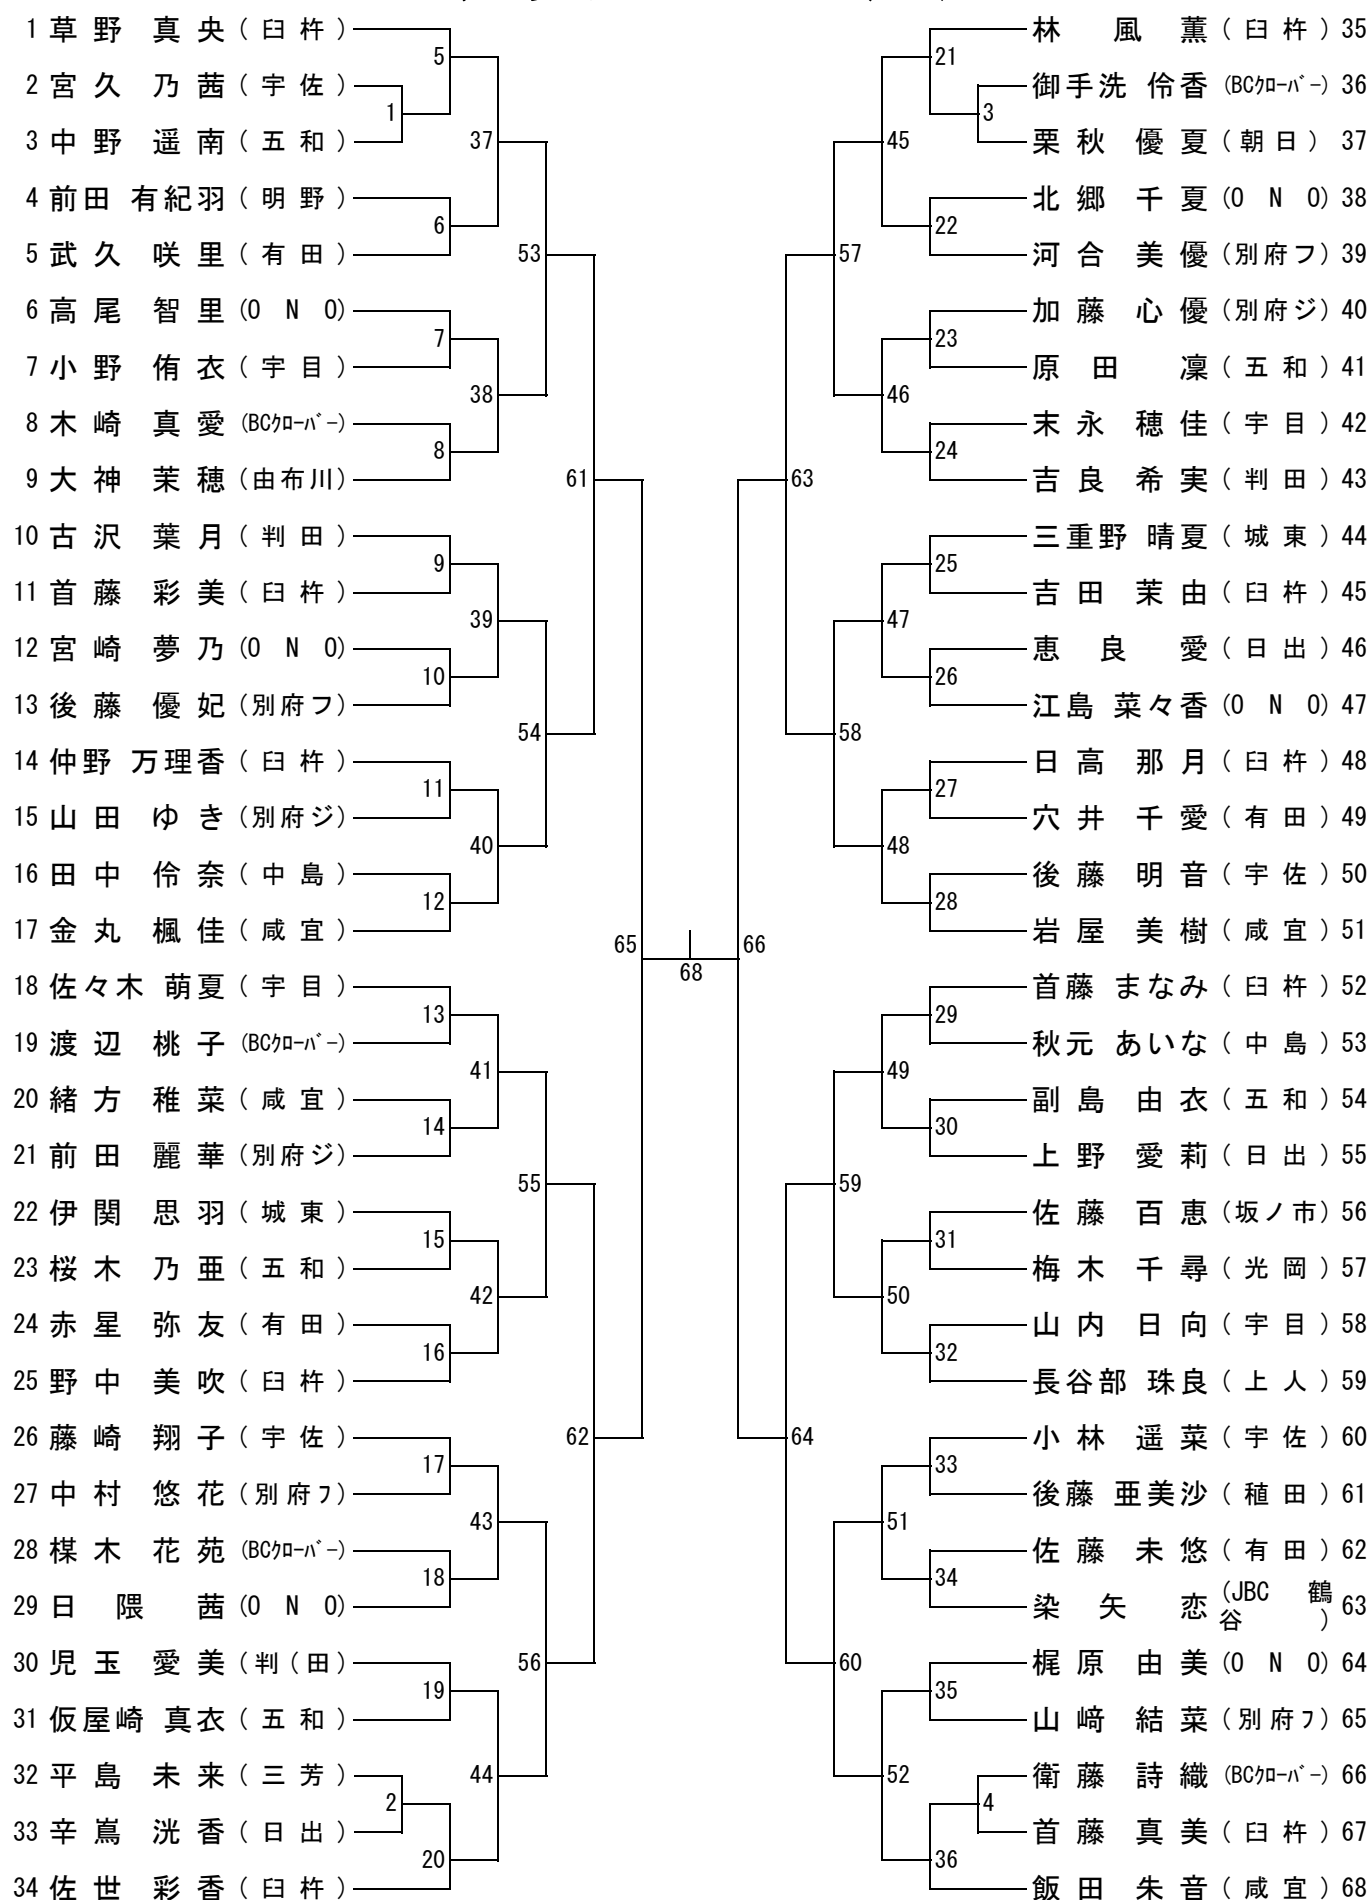 1 草野 真央 (臼杵)
2 宮久 乃茜 (宇佐)
3 中野 遥南 (五和)
4 前田 有紀羽 (明野)
5 武久 咲里 (有田)
6 高尾 智里 (O N O)
7 小野 侑衣 (宇目)
8 木崎 真愛 (BCクローバー)
9 大神 茉穂 (由布川)
10 古沢 葉月 (判田)
11 首藤 彩美 (臼杵)
12 宮崎 夢乃 (O N O)
13 後藤 優妃 (別府フ)
14 仲野 万理香 (臼杵)
15 山田 ゆき (別府ジ)
16 田中 伶奈 (中島)
17 金丸 楓佳 (咸宜)
18 佐々木 萌夏 (宇目)
19 渡辺 桃子 (BCクローバー)
20 緒方 稚菜 (咸宜)
21 前田 麗華 (別府ジ)
22 伊関 思羽 (城東)
23 桜木 乃亜 (五和)
24 赤星 弥友 (有田)
25 野中 美吹 (臼杵)
26 藤崎 翔子 (宇佐)
27 中村 悠花 (別府フ)
28 楳木 花苑 (BCクローバー)
29 日隈 茜 (O N O)
30 児玉 愛美 (判(田)
31 仮屋崎 真衣 (五和)
32 平島 未来 (三芳)
33 辛嶌 洸香 (日出)
34 佐世 彩香 (臼杵)
5
1
37
6
53
7
38
8
61
9
39
10
54
11
40
12
65
13
41
14
55
15
42
16
62
17
43
18
56
19
44
2
20
68
66
21
3
45
22
57
23
46
24
63
25
47
26
58
27
48
28
29
49
30
59
31
50
32
64
33
51
34
60
35
52
4
36
林 風薫 (臼杵) 35
御手洗 伶香 (BCクローバー) 36
栗秋 優夏 (朝日) 37
北郷 千夏 (O N O) 38
河合 美優 (別府フ) 39
加藤 心優 (別府ジ) 40
原田 凜 (五和) 41
末永 穂佳 (宇目) 42
吉良 希実 (判田) 43
三重野 晴夏 (城東) 44
吉田 茉由 (臼杵) 45
恵良 愛 (日出) 46
江島 菜々香 (O N O) 47
日高 那月 (臼杵) 48
穴井 千愛 (有田) 49
後藤 明音 (宇佐) 50
岩屋 美樹 (咸宜) 51
首藤 まなみ (臼杵) 52
秋元 あいな (中島) 53
副島 由衣 (五和) 54
上野 愛莉 (日出) 55
佐藤 百恵 (坂ノ市) 56
梅木 千尋 (光岡) 57
山内 日向 (宇目) 58
長谷部 珠良 (上人) 59
小林 遥菜 (宇佐) 60
後藤 亜美沙 (稙田) 61
佐藤 未悠 (有田) 62
染矢 恋 (JBC 鶴谷) 63
梶原 由美 (O N O) 64
山﨑 結菜 (別府フ) 65
衛藤 詩織 (BCクローバー) 66
首藤 真美 (臼杵) 67
飯田 朱音 (咸宜) 68